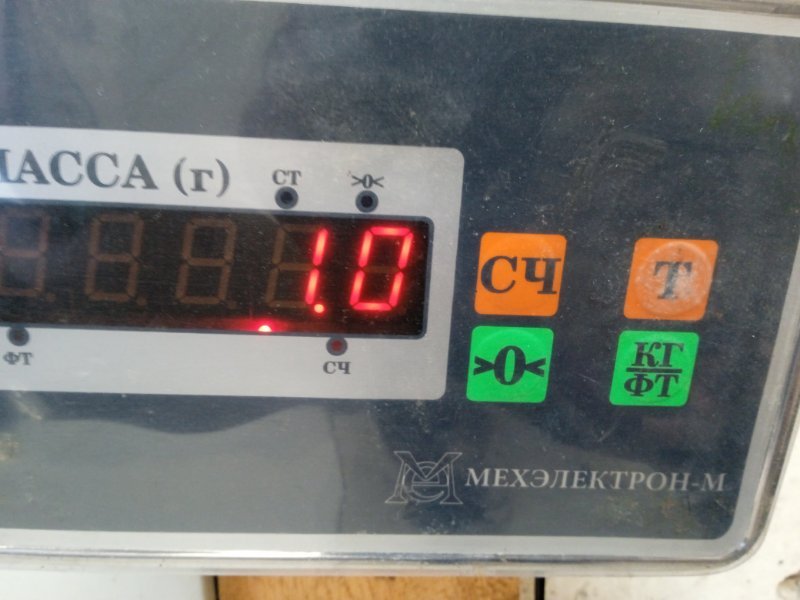 МАССА (г)
СТ
>0<
1.0
ФТ
СЧ
СЧ
Т
>0<
КГ
ФТ
МЕХЭЛЕКТРОН-М